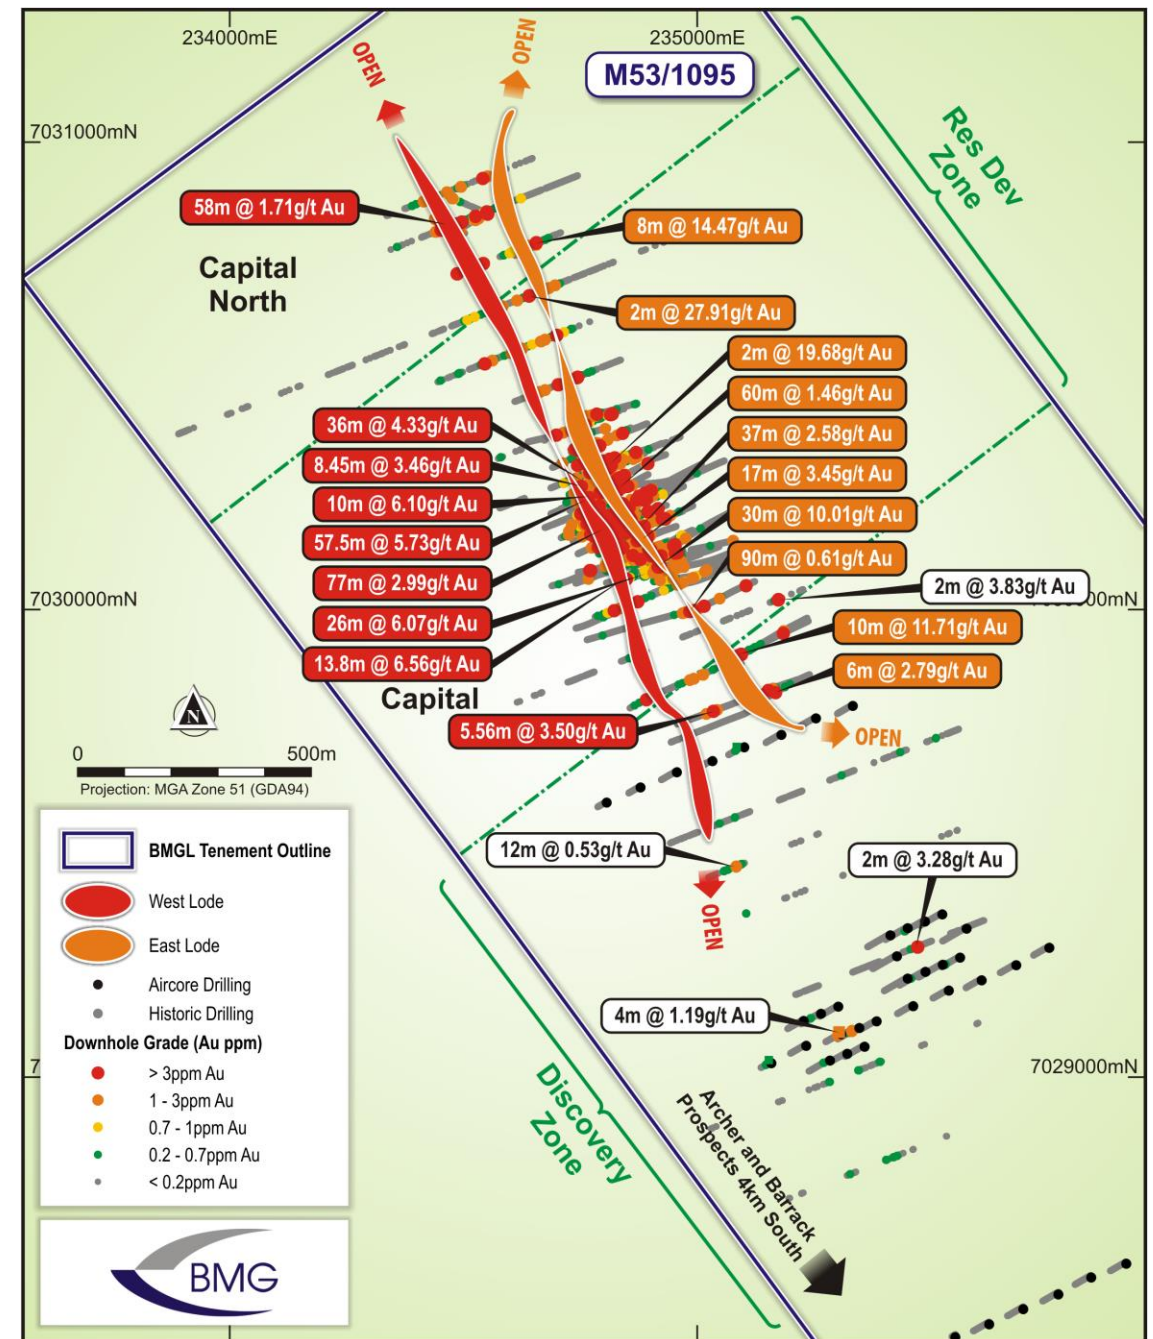 234000mE
235000mE
OPEN
OPEN
M53/1095
7031000mN
Res Dev
Zone
58m @ 1.71g/t Au
8m @ 14.47g/t Au
Capital
North
2m @ 27.91g/t Au
2m @ 19.68g/t Au
60m @ 1.46g/t Au
36m @ 4.33g/t Au
37m @ 2.58g/t Au
8.45m @ 3.46g/t Au
17m @ 3.45g/t Au
10m @ 6.10g/t Au
30m @ 10.01g/t Au
57.5m @ 5.73g/t Au
90m @ 0.61g/t Au
77m @ 2.99g/t Au
2m @ 3.83g/t Au
7030000mN
26m @ 6.07g/t Au
10m @ 11.71g/t Au
13.8m @ 6.56g/t Au
6m @ 2.79g/t Au
Capital
5.56m @ 3.50g/t Au
OPEN
N
0 500m
Projection: MGA Zone 51 (GDA94)
12m @ 0.53g/t Au
2m @ 3.28g/t Au
OPEN
BMGL Tenement Outline
West Lode
East Lode
Aircore Drilling
Historic Drilling
Downhole Grade (Au ppm)
> 3ppm Au
1 - 3ppm Au
0.7 - 1ppm Au
0.2 - 0.7ppm Au
< 0.2ppm Au
4m @ 1.19g/t Au
7029000mN
Discovery
Zone
Archer and Barrack
Prospects 4km South
BMG